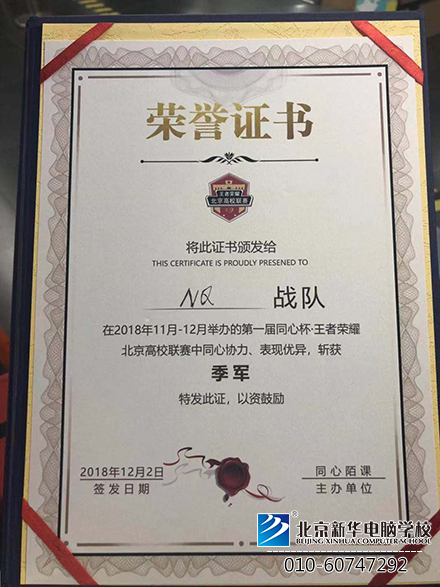 荣誉证书
王者荣耀
北京高校联赛
将此证书颁发给
THIS CERTIFICATE IS PROUDLY PRESENED TO
NQ 战队
在2018年11月-12月举办的第一届同心杯·王者荣耀
北京高校联赛中同心协力、表现优异，斩获
季军
特发此证，以资鼓励
2018年12月2日
签发日期
同心陌课
主办单位
北京新华电脑学校
BEIJING XINHUA COMPUTER SCHOOL
010-60747292